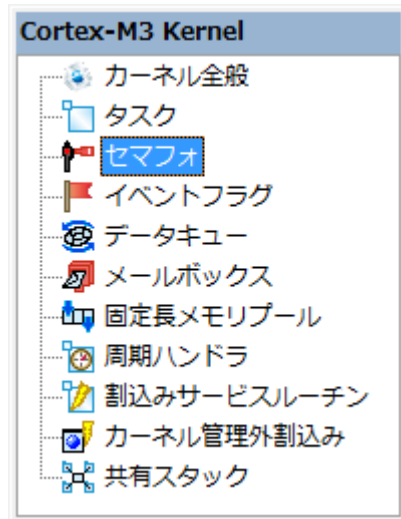 Cortex-M3 Kernel
カーネル全般
タスク
セマフォ
イベントフラグ
データキュー
メールボックス
固定長メモリプール
周期ハンドラ
割込みサービスルーチン
カーネル管理外割込み
共有スタック